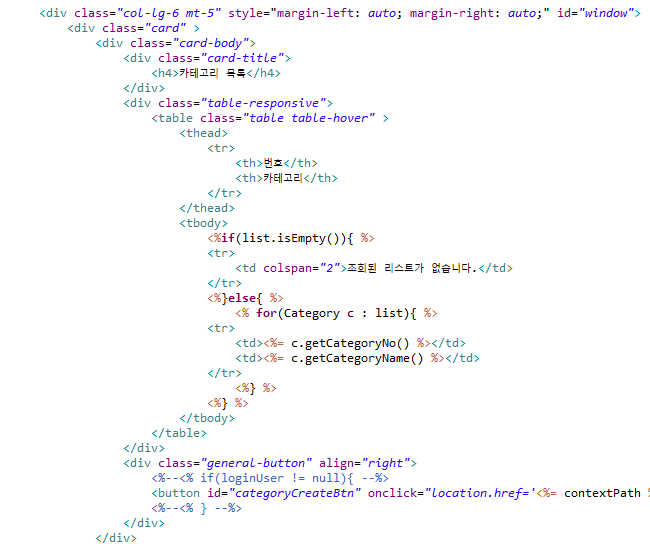 <div class="col-lg-6 mt-5" style="margin-left: auto; margin-right: auto;" id="window">
<div class="card" >
<div class="card-body">
<div class="card-title">
<h4>카테고리 목록</h4>
</div>
<div class="table-responsive">
<table class="table table-hover" >
<thead>
<tr>
<th>번호</th>
<th>카테고리</th>
</tr>
</thead>
<tbody>
<%if(list.isEmpty()){ %>
<tr>
<td colspan="2">조회된 리스트가 없습니다.</td>
</tr>
<%}else{ %>
<% for(Category c : list){ %>
<tr>
<td><%= c.getCategoryNo() %></td>
<td><%= c.getCategoryName() %></td>
</tr>
<%} %>
<%} %>
</tbody>
</table>
</div>
<div class="general-button" align="right">
<%--<% if(loginUser != null){ --%>
<button id="categoryCreateBtn" onclick="location.href='<%= contextPath %
<%--<% } --%>
</div>
</div>